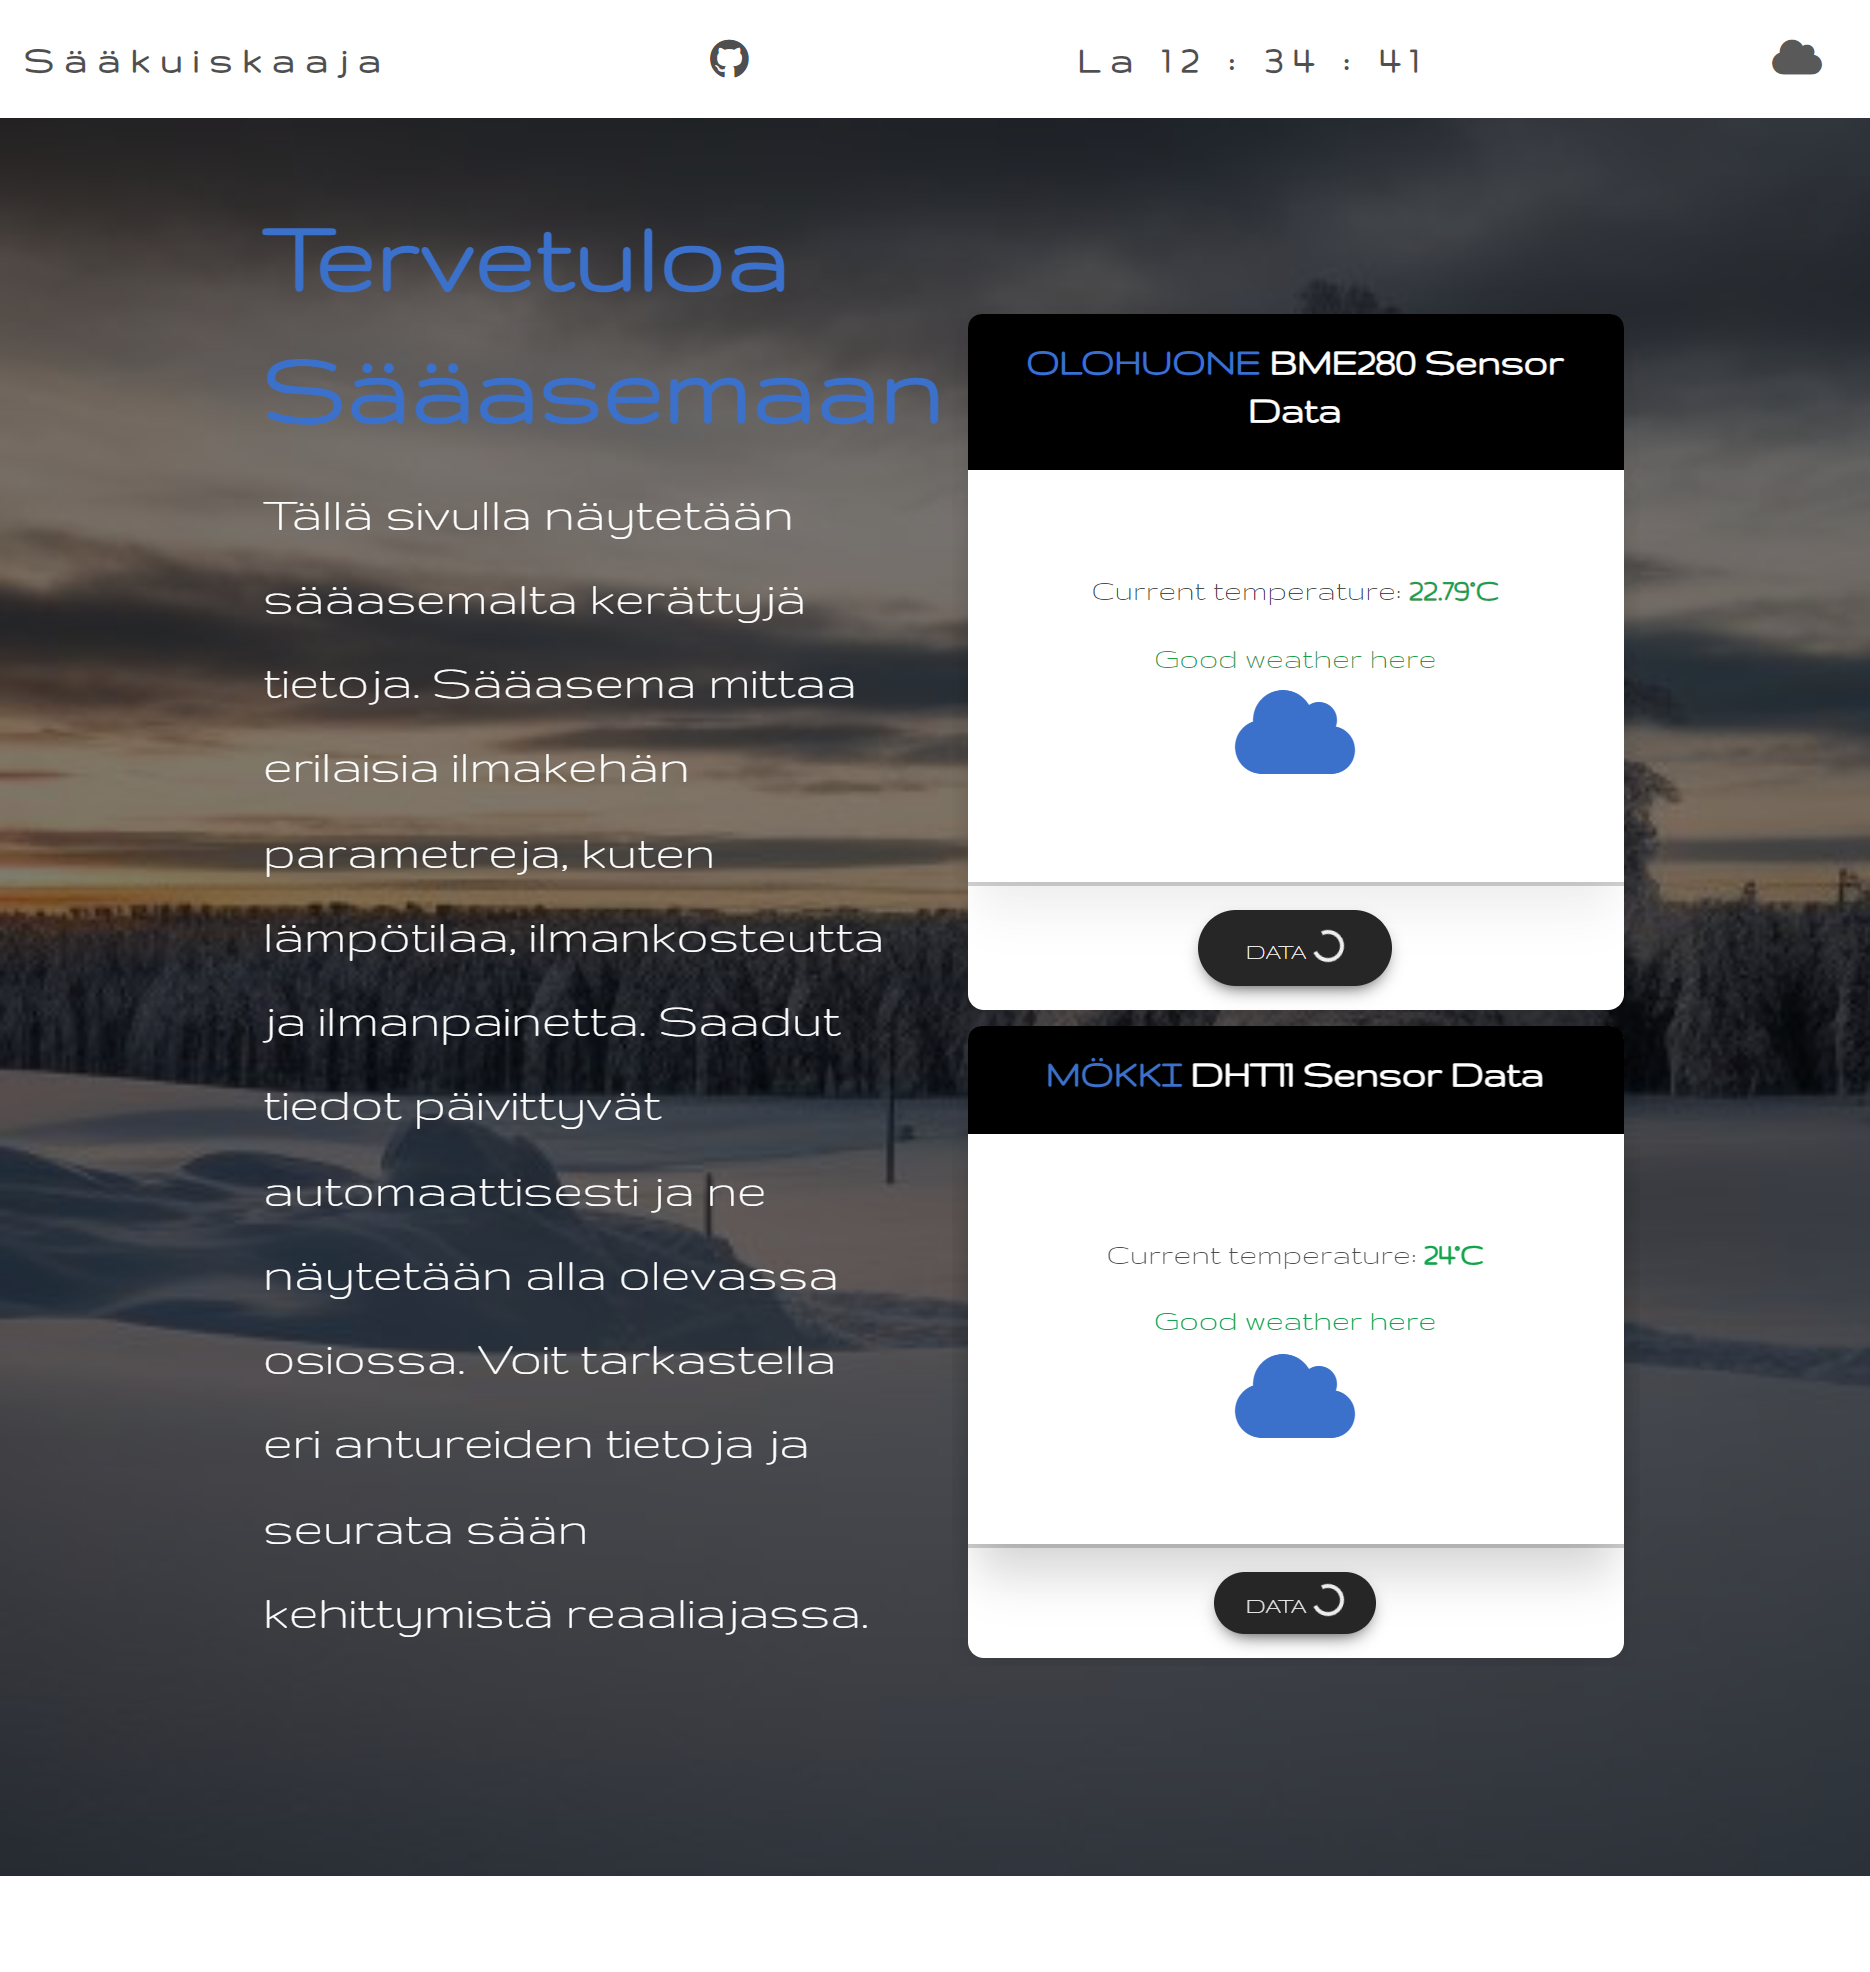 Sääkuiskaaja
La 12 : 34 : 41
Tervetuloa
Sääasemaan
Tällä sivulla näytetään
sääasemalta kerättyjä
tietoja. Sääasema mittaa
erilaisia ilmakehän
parametreja, kuten
lämpötilaa, ilmankosteutta
ja ilmanpainetta. Saadut
tiedot päivittyvät
automaattisesti ja ne
näytetään alla olevassa
osiossa. Voit tarkastella
eri antureiden tietoja ja
seurata sään
kehittymistä reaaliajassa.
OLOHUONE BME280 Sensor
Data
Current temperature: 22.79°C
Good weather here
DATA
MÖKKI DHT11 Sensor Data
Current temperature: 24°C
Good weather here
DATA